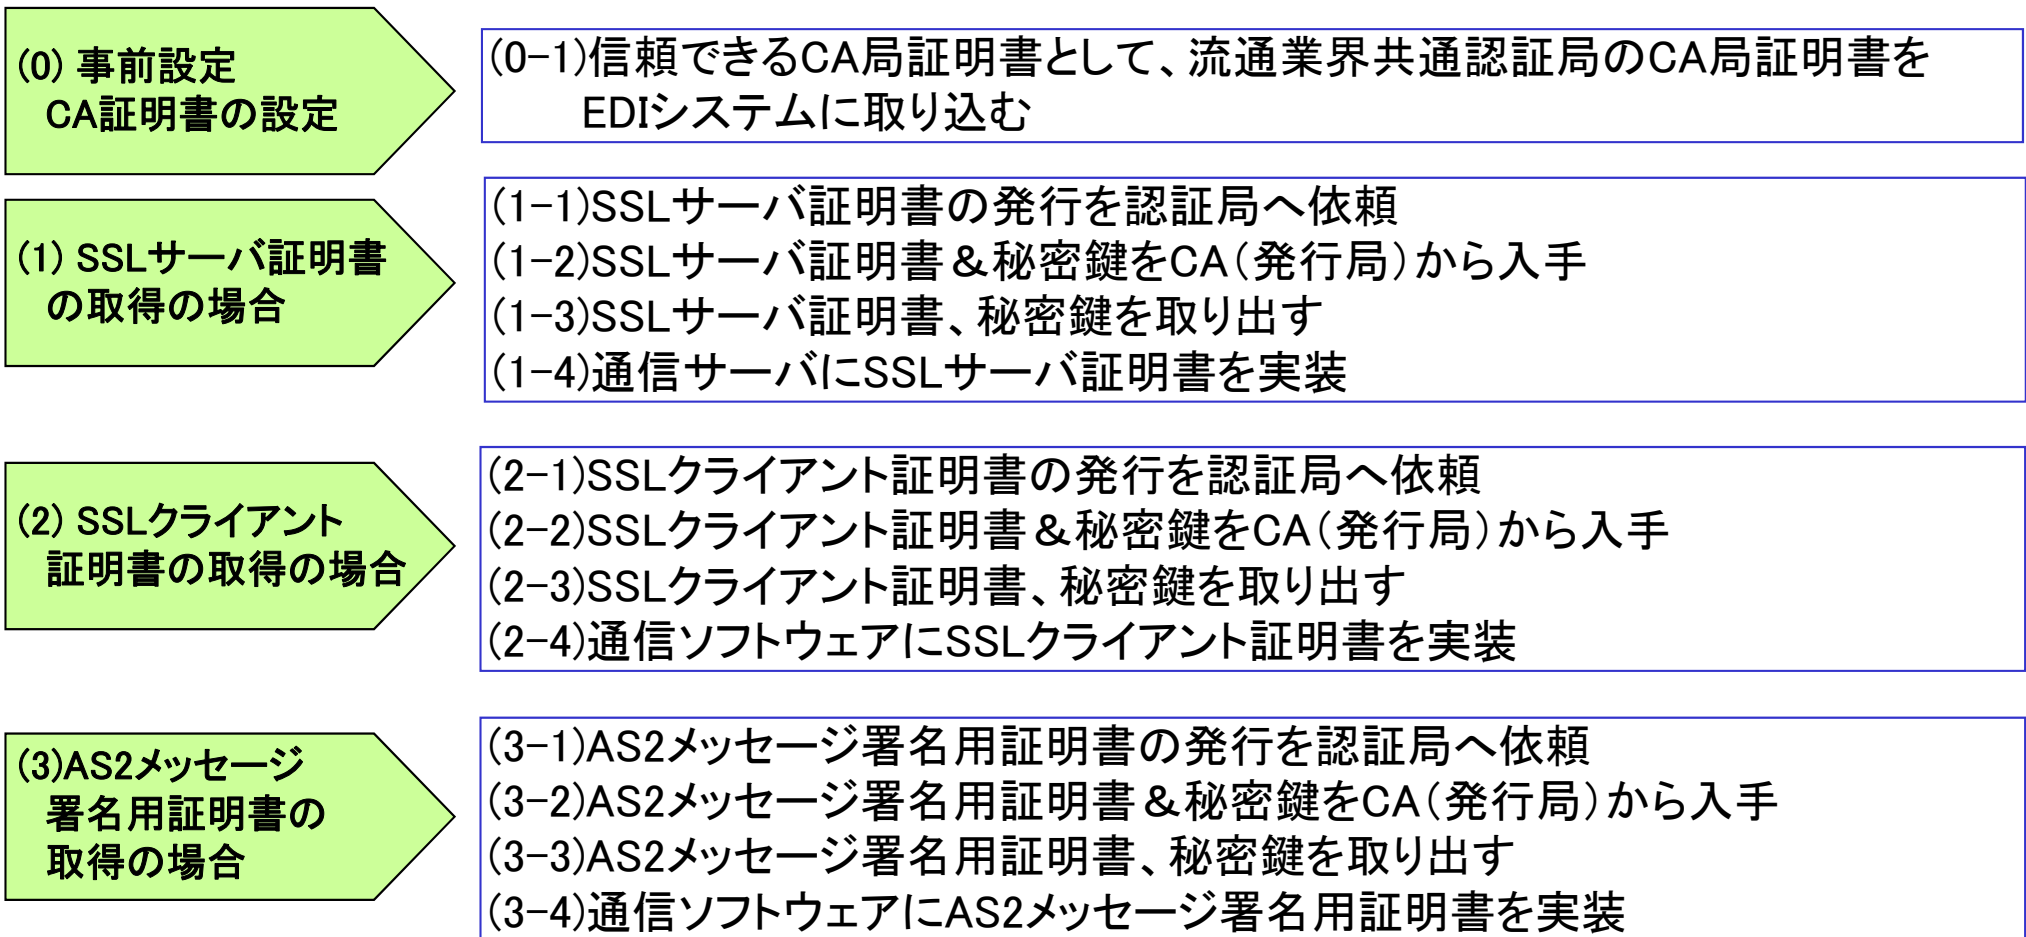 (0) 事前設定
CA証明書の設定
(0-1)信頼できるCA局証明書として、流通業界共通認証局のCA局証明書を
EDIシステムに取り込む
(1) SSLサーバ証明書
の取得の場合
(1-1)SSLサーバ証明書の発行を認証局へ依頼
(1-2)SSLサーバ証明書＆秘密鍵をCA（発行局）から入手
(1-3)SSLサーバ証明書、秘密鍵を取り出す
(1-4)通信サーバにSSLサーバ証明書を実装
(2) SSLクライアント
証明書の取得の場合
(2-1)SSLクライアント証明書の発行を認証局へ依頼
(2-2)SSLクライアント証明書＆秘密鍵をCA（発行局）から入手
(2-3)SSLクライアント証明書、秘密鍵を取り出す
(2-4)通信ソフトウェアにSSLクライアント証明書を実装
(3)AS2メッセージ
署名用証明書の
取得の場合
(3-1)AS2メッセージ署名用証明書の発行を認証局へ依頼
(3-2)AS2メッセージ署名用証明書＆秘密鍵をCA（発行局）から入手
(3-3)AS2メッセージ署名用証明書、秘密鍵を取り出す
(3-4)通信ソフトウェアにAS2メッセージ署名用証明書を実装